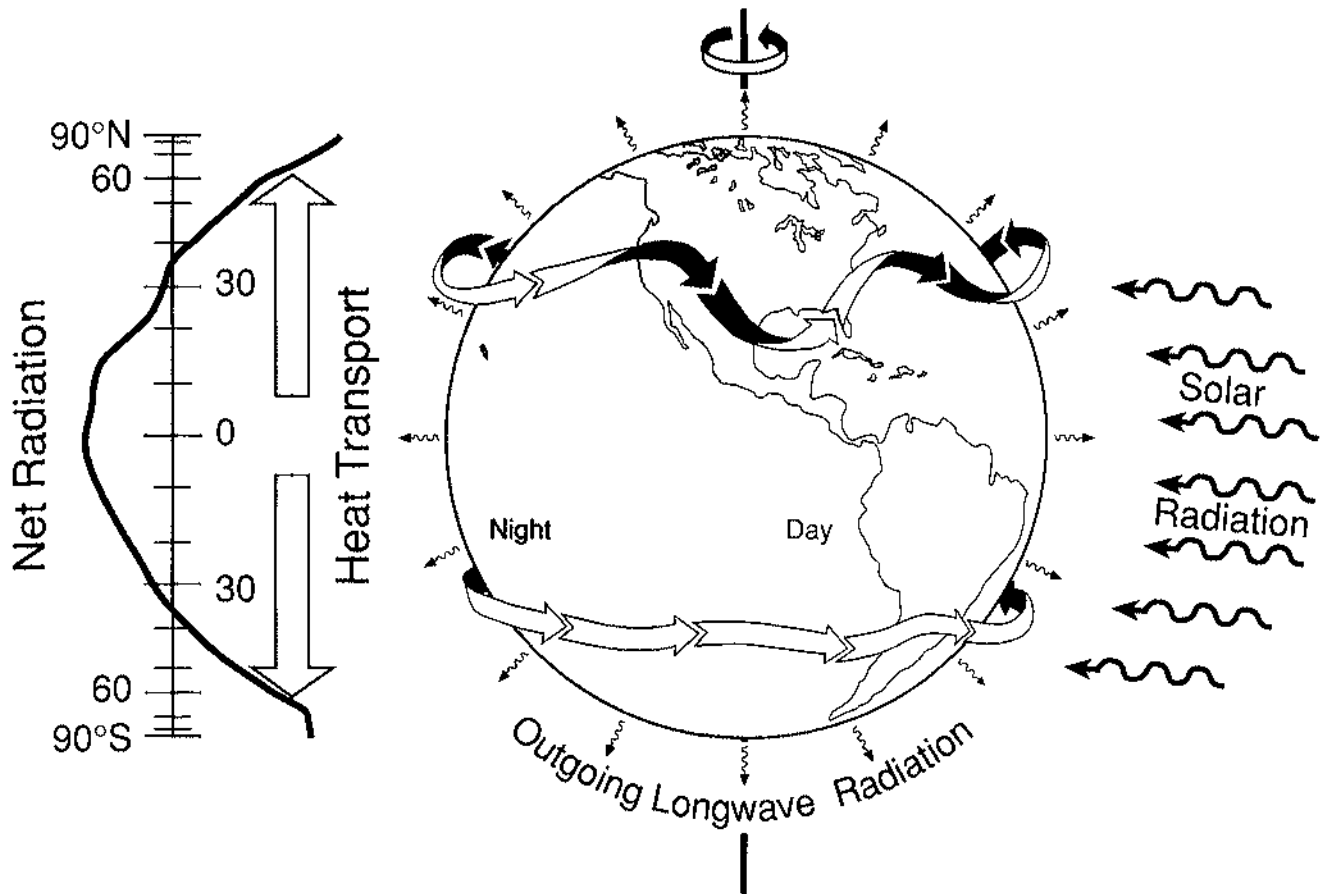 Net Radiation
90°N
60
30
0
30
60
90°S
Heat Transport
Night
Day
Solar
Radiation
Outgoing Longwave Radiation